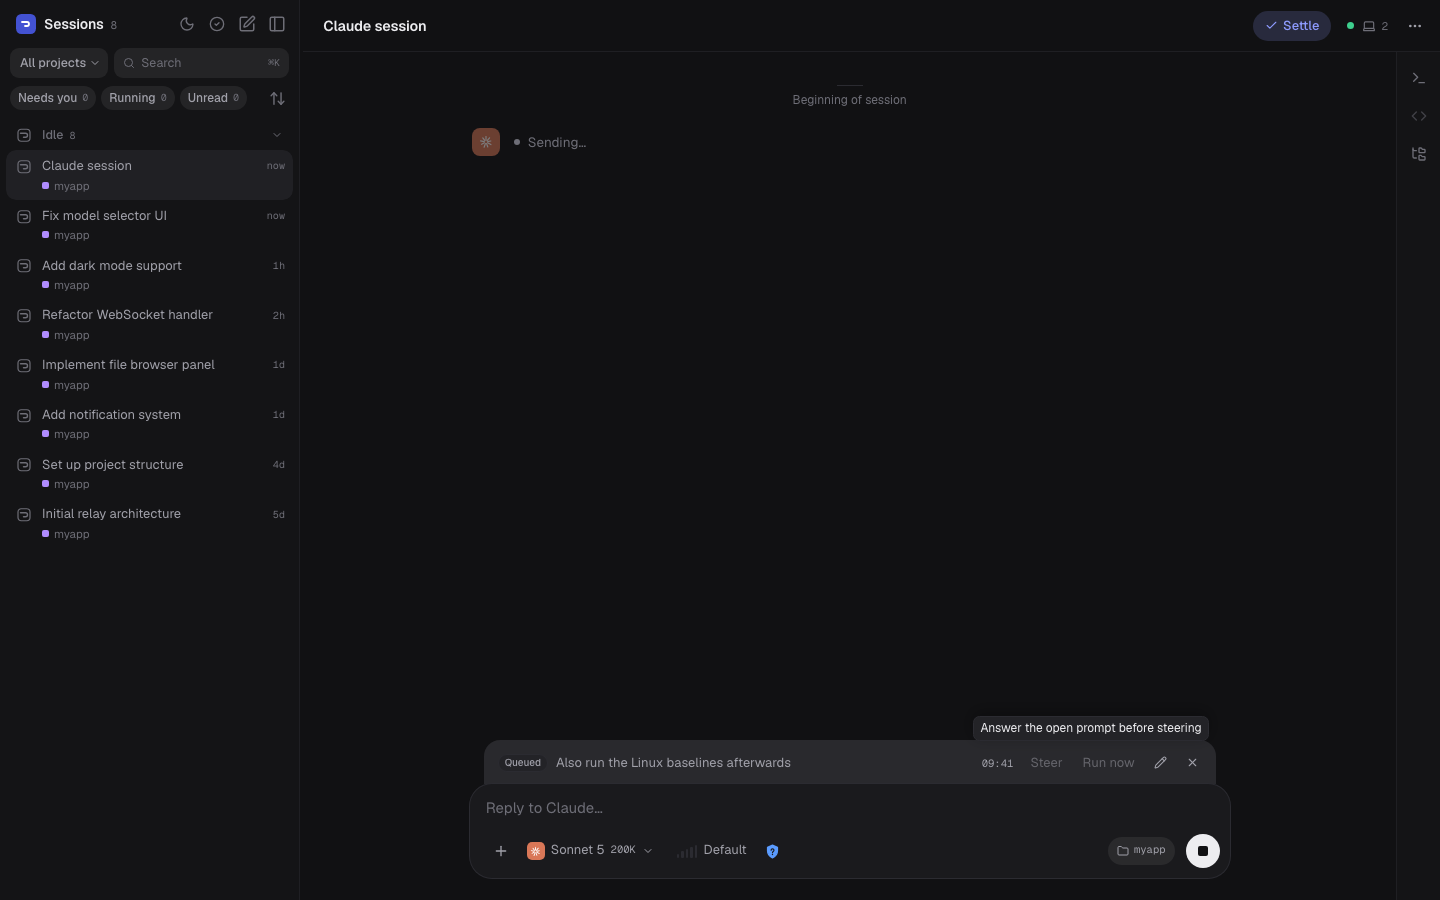 Sessions 8
All projects
Search ⌘K
Needs you 0
Running 0
Unread 0
Idle 8
Claude session now
myapp
Fix model selector UI now
myapp
Add dark mode support 1h
myapp
Refactor WebSocket handler 2h
myapp
Implement file browser panel 1d
myapp
Add notification system 1d
myapp
Set up project structure 4d
myapp
Initial relay architecture 5d
myapp
Claude session
Settle
2
Beginning of session
Sending...
Answer the open prompt before steering
Queued Also run the Linux baselines afterwards 09:41 Steer Run now
Reply to Claude...
Sonnet 5 200K Default myapp